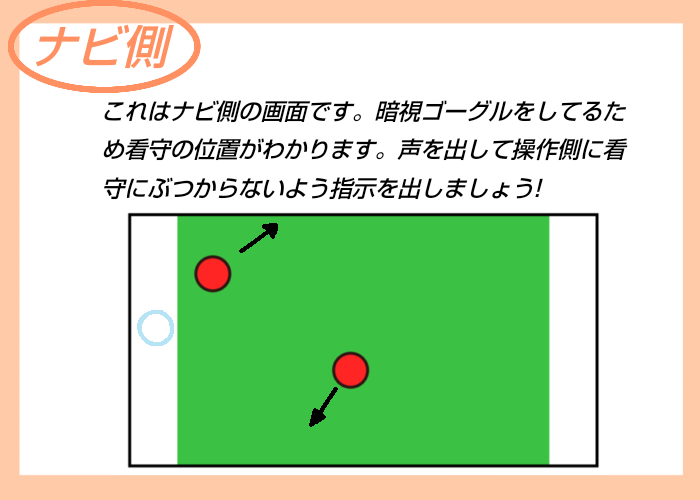 ナビ側
これはナビ側の画面です。暗視ゴーグルをしてるた
め看守の位置がわかります。声を出して操作側に看
守にぶつからないよう指示を出しましょう!